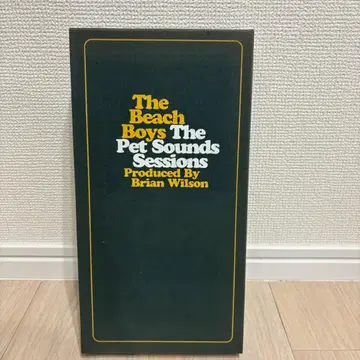 The
Beach
Boys The
Pet Sounds
Sessions
Produced By
Brian Wilson